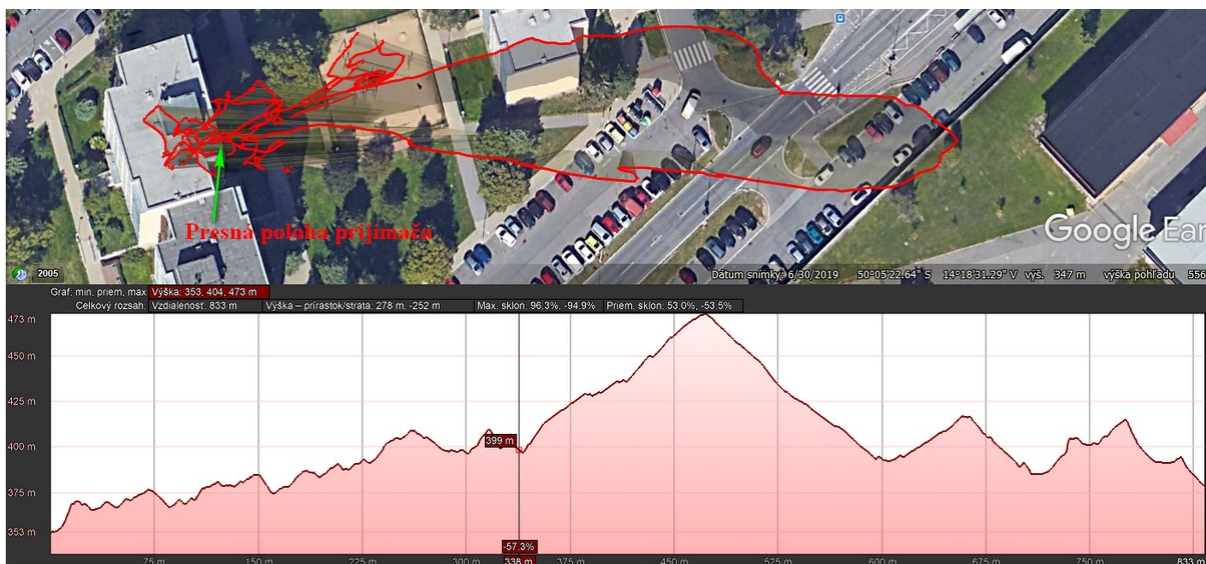 Presná poloha prijímača
Google Ear
2005
Dátum snímky: 6/30/2019 50°05'22.64" S 14°18'31.29" V výš. 347 m výška pohľadu 556
Graf: min, priem, max Výška: 353, 404, 473 m
Celkový rozsah: Vzdialenosť: 833 m Výška – prírastok/strata: 278 m, -252 m Max. sklon: 96.3%, -94.9% Priem. sklon: 53.0%, -53.5%
473 m
450 m
425 m
400 m
375 m
353 m
399 m
-57.3%
75 m 150 m 225 m 300 m 338 m 375 m 450 m 525 m 600 m 675 m 750 m 833 m